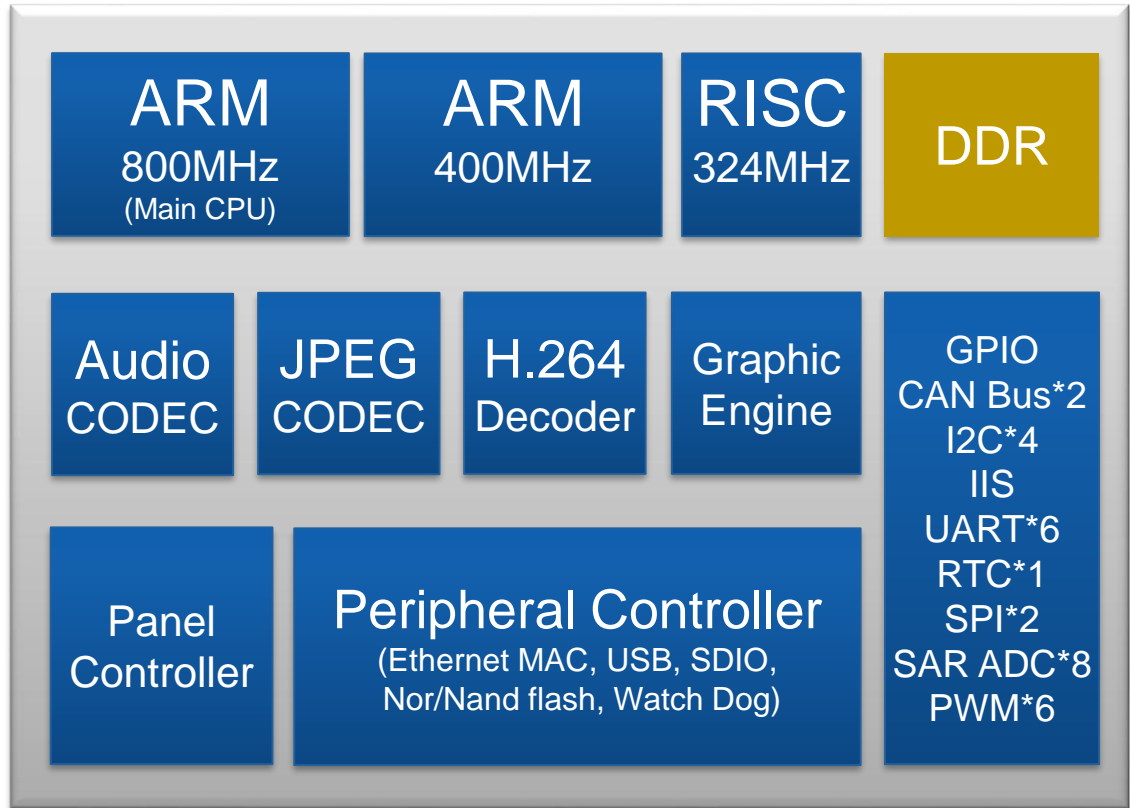 ARM
800MHz
(Main CPU)
ARM
400MHz
RISC
324MHz
DDR
Audio
CODEC
JPEG
CODEC
H.264
Decoder
Graphic
Engine
GPIO
CAN Bus*2
I2C*4
IIS
UART*6
RTC*1
SPI*2
SAR ADC*8
PWM*6
Panel
Controller
Peripheral Controller
(Ethernet MAC, USB, SDIO,
Nor/Nand flash, Watch Dog)